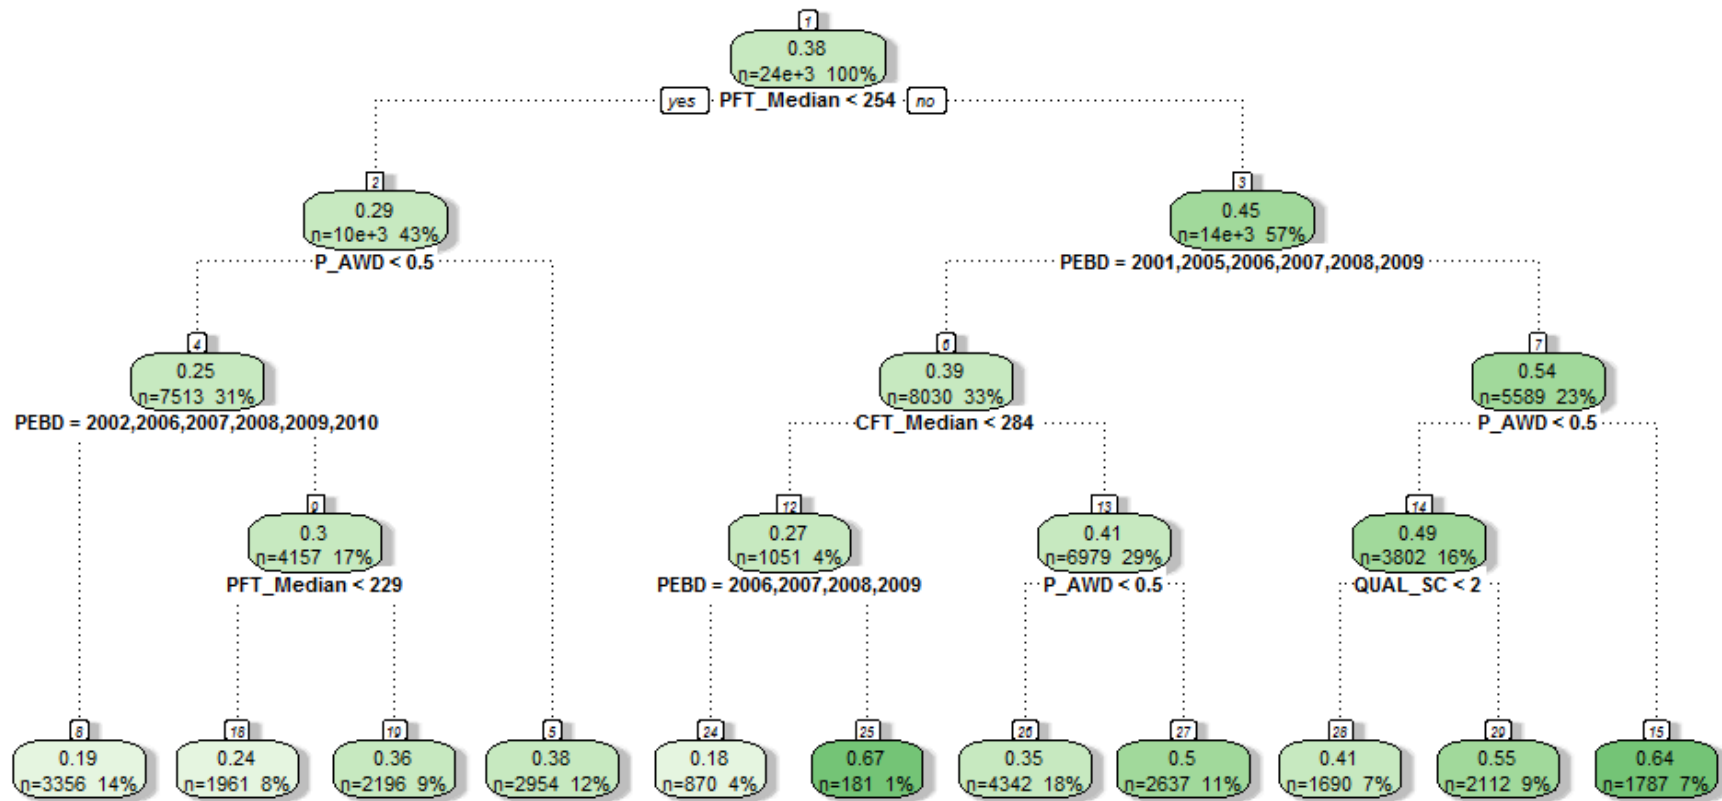 1
0.38
n=24e+3 100%
yes PFT_Median < 254 no
2
0.29
n=10e+3 43%
P_AWD < 0.5
3
0.45
n=14e+3 57%
PEBD = 2001,2005,2006,2007,2008,2009
4
0.25
n=7513 31%
PEBD = 2002,2006,2007,2008,2009,2010
6
0.39
n=8030 33%
CFT_Median < 284
7
0.54
n=5589 23%
P_AWD < 0.5
9
0.3
n=4157 17%
PFT_Median < 229
12
0.27
n=1051 4%
PEBD = 2006,2007,2008,2009
13
0.41
n=6979 29%
P_AWD < 0.5
14
0.49
n=3802 16%
QUAL_SC < 2
8
0.19
n=3356 14%
18
0.24
n=1961 8%
19
0.36
n=2196 9%
5
0.38
n=2954 12%
24
0.18
n=870 4%
25
0.67
n=181 1%
26
0.35
n=4342 18%
27
0.5
n=2637 11%
28
0.41
n=1690 7%
29
0.55
n=2112 9%
15
0.64
n=1787 7%